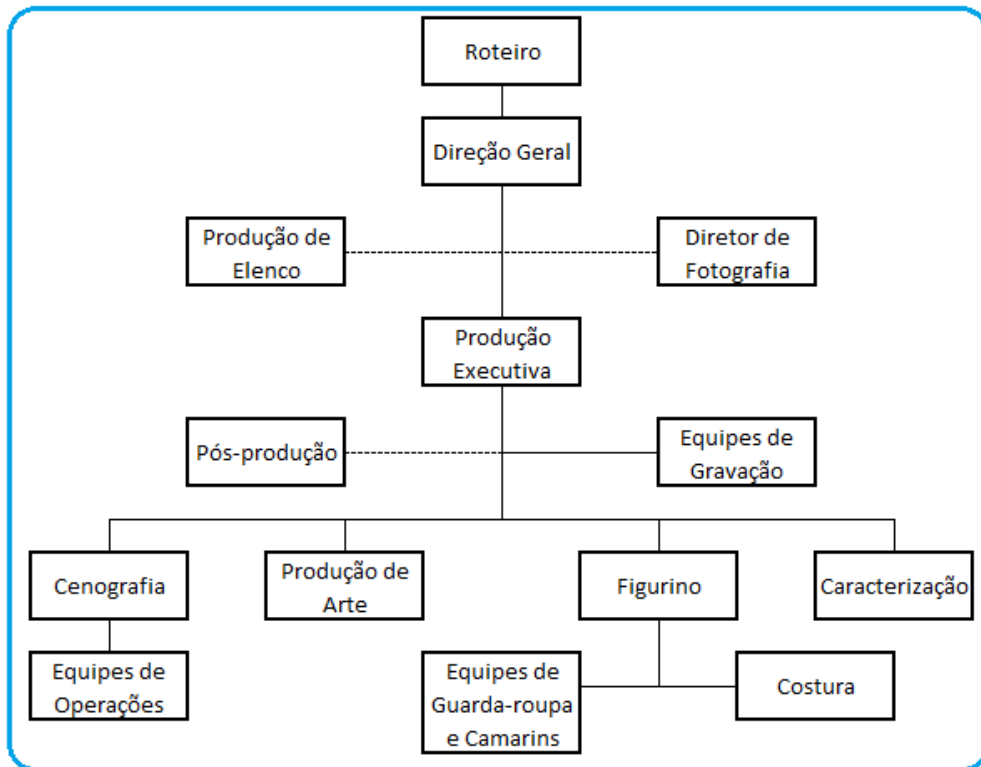 Roteiro
Direção Geral
Produção de
Elenco
Diretor de
Fotografia
Produção
Executiva
Pós-produção
Equipes de
Gravação
Cenografia
Produção de
Arte
Figurino
Caracterização
Equipes de
Operações
Equipes de
Guarda-roupa
e Camarins
Costura